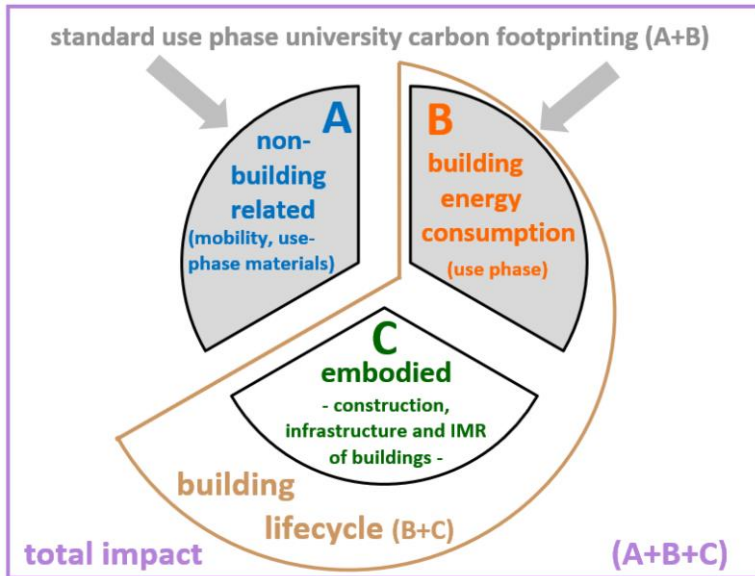 standard use phase university carbon footprinting (A+B)
A
non-
building
related
(mobility, use-
phase materials)
B
building
energy
consumption
(use phase)
C
embodied
- construction,
infrastructure and IMR
of buildings -
building
lifecycle (B+C)
total impact
(A+B+C)